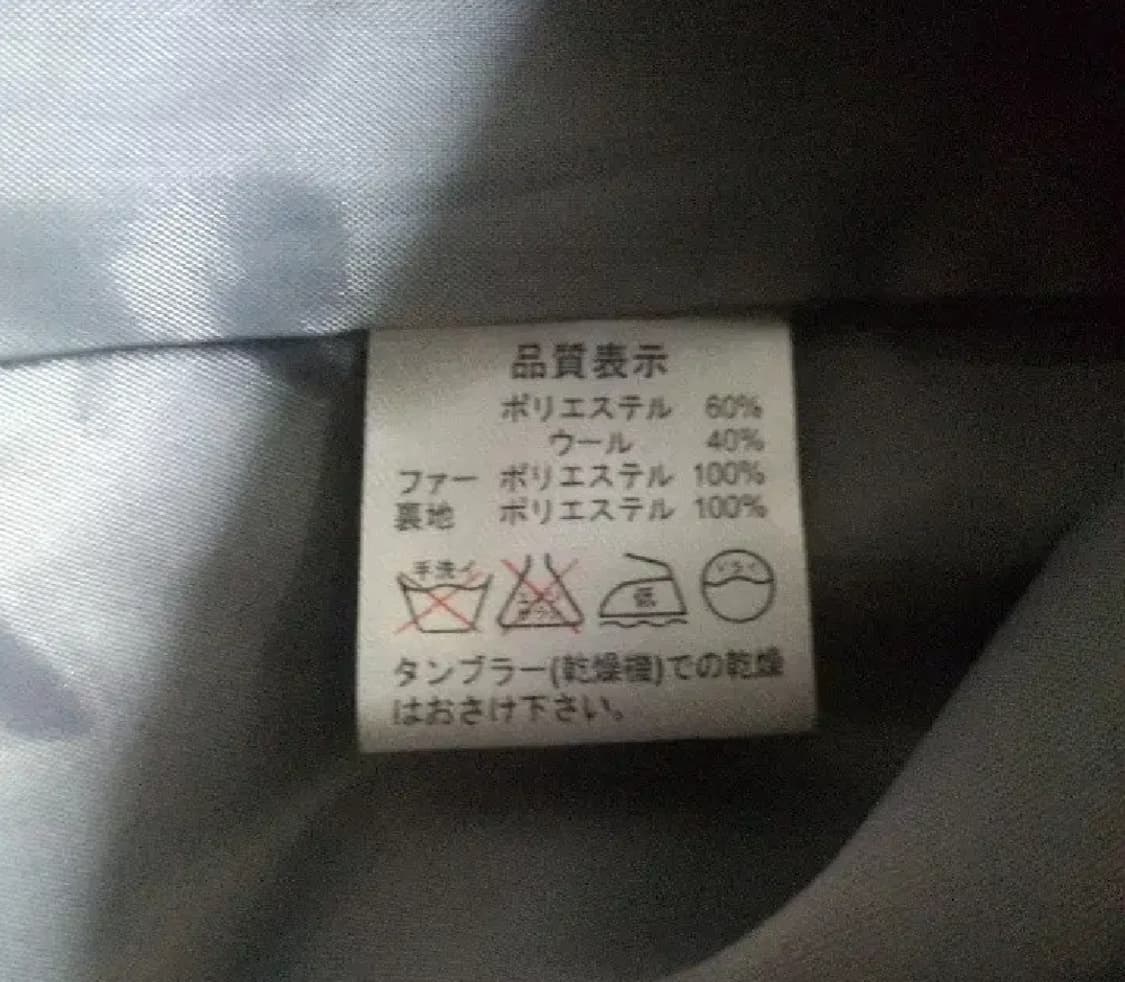 品質表示
ポリエステル 60%
ウール 40%
ファー ポリエステル 100%
裏地 ポリエステル 100%
手洗イ 低
タンブラー(乾燥機)での乾燥
はおさけ下さい。